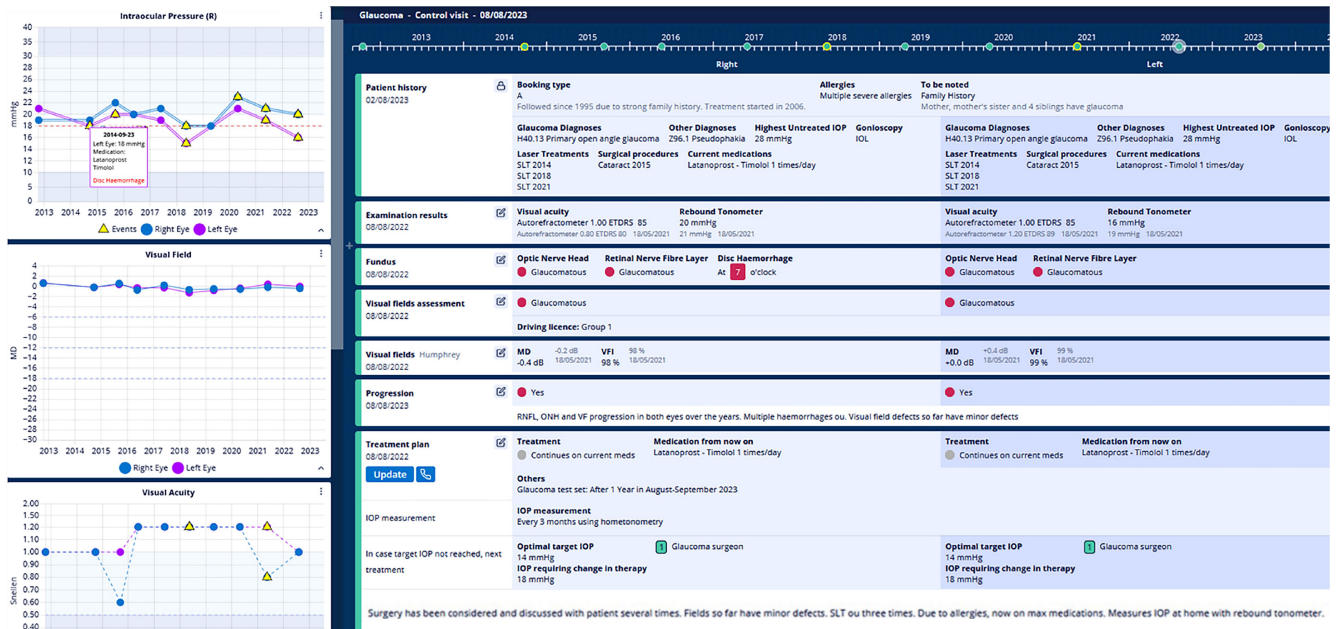 Intraocular Pressure (R)
40
35
30
28
26
24
22
20
18
16
14
12
10
5
0
mmHg
2014-09-23
Left Eye: 18 mmHg
Medication:
Latanoprost
Timolol
Disc Haemorrhage
2013 2014 2015 2016 2017 2018 2019 2020 2021 2022 2023
Events Right Eye Left Eye
Visual Field
4
2
0
−2
−4
−6
−8
−10
−12
−14
−16
−18
−20
−22
−24
−26
−28
−30
MD
2013 2014 2015 2016 2017 2018 2019 2020 2021 2022 2023
Right Eye Left Eye
Visual Acuity
2.00
1.50
1.20
1.00
0.90
0.80
0.70
0.60
0.50
0.40
Snellen
Glaucoma - Control visit - 08/08/2023
2013 2014 2015 2016 2017 2018 2019 2020 2021 2022 2023
Right Left
Patient history
02/08/2023
Booking type
A
Followed since 1995 due to strong family history. Treatment started in 2006.
Allergies
Multiple severe allergies
To be noted
Family History
Mother, mother's sister and 4 siblings have glaucoma
Glaucoma Diagnoses Other Diagnoses Highest Untreated IOP Gonioscopy
H40.13 Primary open angle glaucoma Z96.1 Pseudophakia 28 mmHg IOL
Laser Treatments Surgical procedures Current medications
SLT 2014 Cataract 2015 Latanoprost - Timolol 1 times/day
SLT 2018
SLT 2021
Glaucoma Diagnoses Other Diagnoses Highest Untreated IOP Gonioscopy
H40.13 Primary open angle glaucoma Z96.1 Pseudophakia 28 mmHg IOL
Laser Treatments Surgical procedures Current medications
SLT 2014 Cataract 2015 Latanoprost - Timolol 1 times/day
SLT 2018
SLT 2021
Examination results
08/08/2022
Visual acuity Rebound Tonometer
Autorefractometer 1.00 ETDRS 85 20 mmHg
Autorefractometer 0.80 ETDRS 80 18/05/2021 21 mmHg 18/05/2021
Visual acuity Rebound Tonometer
Autorefractometer 1.00 ETDRS 85 16 mmHg
Autorefractometer 1.20 ETDRS 89 18/05/2021 19 mmHg 18/05/2021
Fundus
08/08/2022
Optic Nerve Head Retinal Nerve Fibre Layer Disc Haemorrhage
Glaucomatous Glaucomatous At 7 o'clock
Optic Nerve Head Retinal Nerve Fibre Layer
Glaucomatous Glaucomatous
Visual fields assessment
08/08/2022
Glaucomatous Glaucomatous
Driving licence: Group 1
Visual fields Humphrey
08/08/2022
MD -0.2 dB VFI 98 %
-0.4 dB 18/05/2021 98 % 18/05/2021
MD +0.4 dB VFI 99 %
+0.0 dB 18/05/2021 99 % 18/05/2021
Progression
08/08/2023
Yes Yes
RNFL, ONH and VF progression in both eyes over the years. Multiple haemorrhages ou. Visual field defects so far have minor defects
Treatment plan
08/08/2022
Update
Treatment Medication from now on
Continues on current meds Latanoprost - Timolol 1 times/day
Treatment Medication from now on
Continues on current meds Latanoprost - Timolol 1 times/day
Others
Glaucoma test set: After 1 Year in August-September 2023
IOP measurement
IOP measurement
Every 3 months using hometonometry
In case target IOP not reached, next
treatment
Optimal target IOP 1 Glaucoma surgeon
14 mmHg
IOP requiring change in therapy
18 mmHg
Optimal target IOP 1 Glaucoma surgeon
14 mmHg
IOP requiring change in therapy
18 mmHg
Surgery has been considered and discussed with patient several times. Fields so far have minor defects. SLT ou three times. Due to allergies, now on max medications. Measures IOP at home with rebound tonometer.